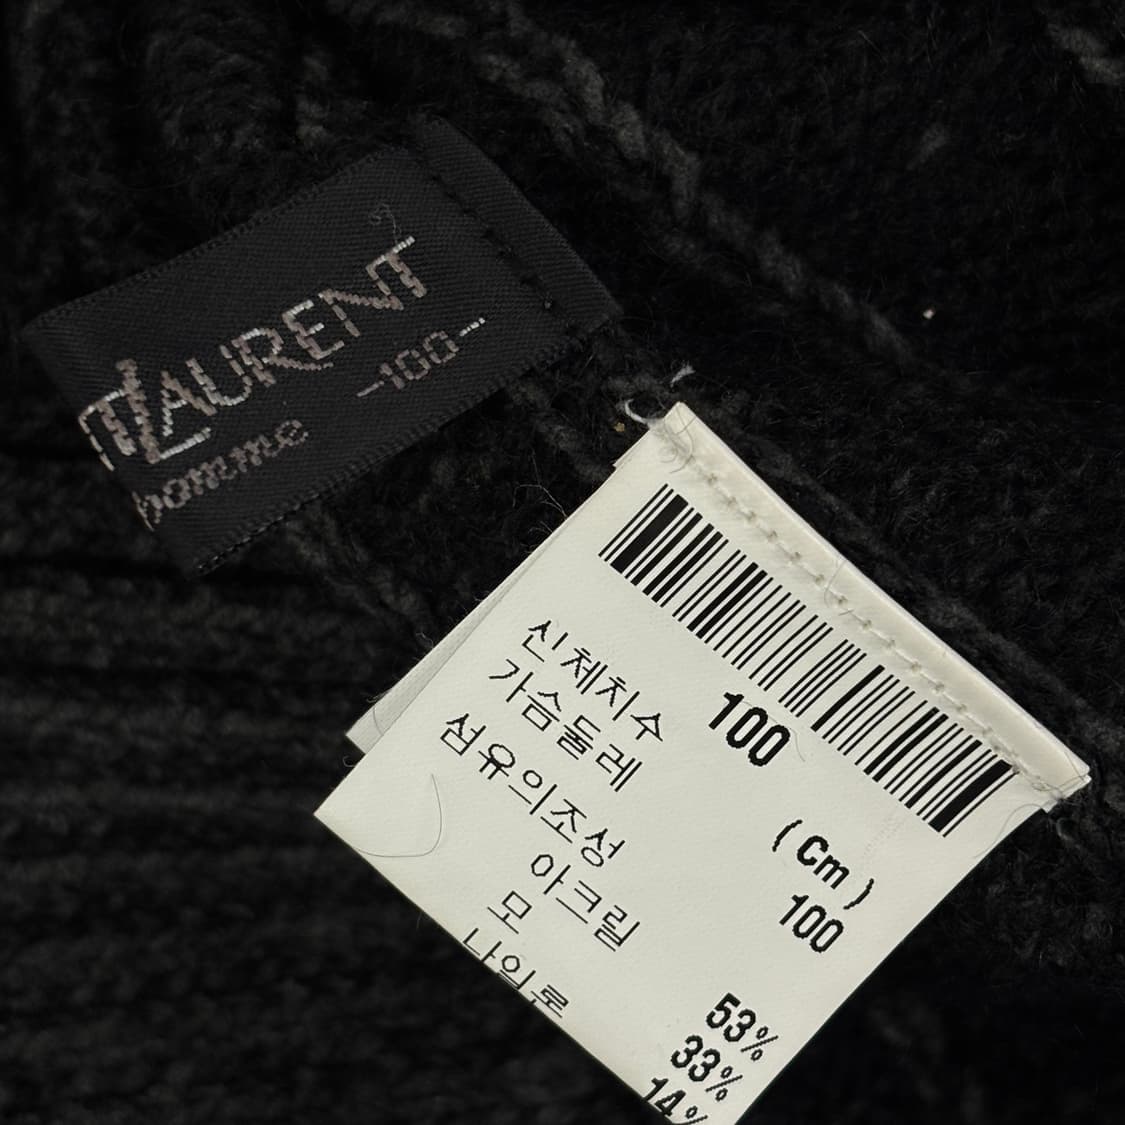 LAURENT
-100-
homme
100
신체치수 (Cm)
가슴둘레 100
섬유의조성
아크릴 53%
모 33%
나일론 14%